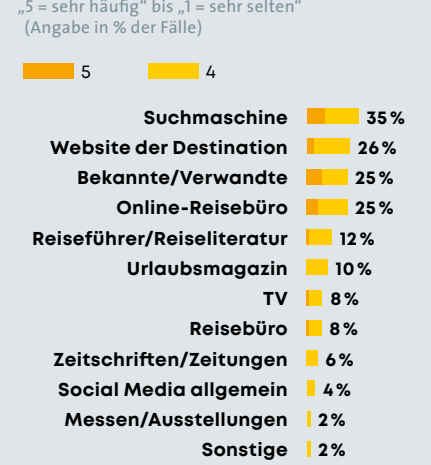 „5 = sehr häufig“ bis „1 = sehr selten“
(Angabe in % der Fälle)
5 4
Suchmaschine 35 %
Website der Destination 26 %
Bekannte/Verwandte 25 %
Online-Reisebüro 25 %
Reiseführer/Reiseliteratur 12 %
Urlaubsmagazin 10 %
TV 8 %
Reisebüro 8 %
Zeitschriften/Zeitungen 6 %
Social Media allgemein 4 %
Messen/Ausstellungen 2 %
Sonstige 2 %